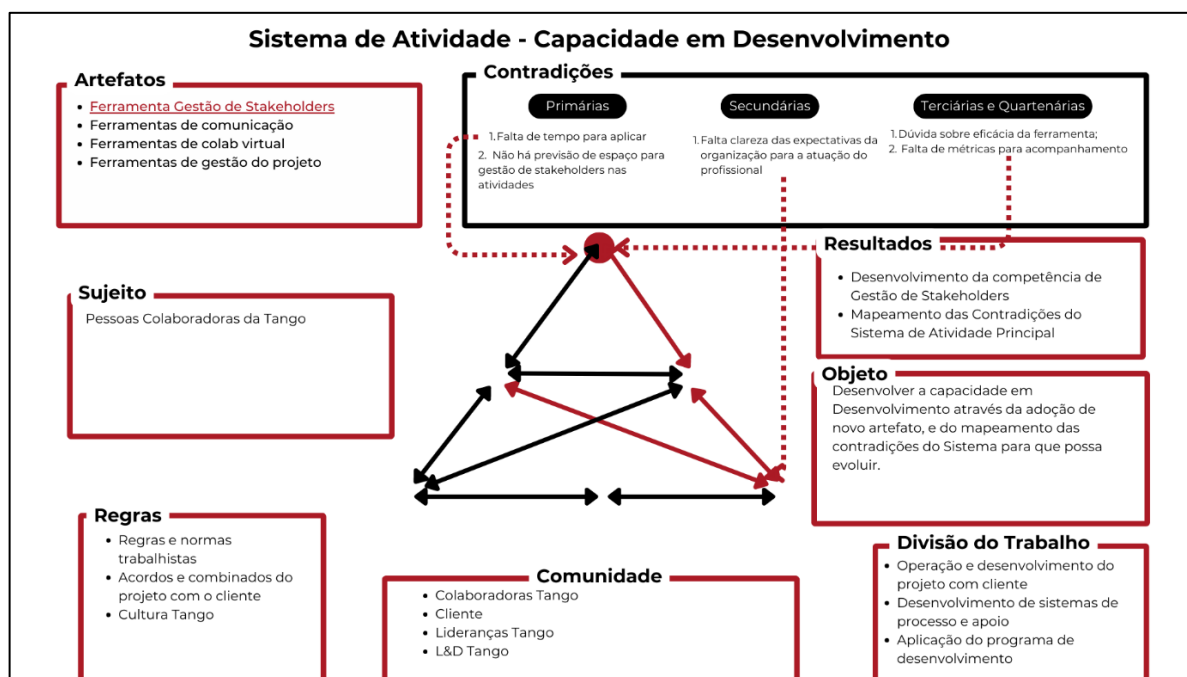 Sistema de Atividade - Capacidade em Desenvolvimento
Artefatos
• Ferramenta Gestão de Stakeholders
• Ferramentas de comunicação
• Ferramentas de colab virtual
• Ferramentas de gestão do projeto
Contradições
Primárias
1. Falta de tempo para aplicar
2. Não há previsão de espaço para
gestão de stakeholders nas
atividades
Secundárias
1. Falta clareza das expectativas da
organização para a atuação do
profissional
Terciárias e Quartenárias
1. Dúvida sobre eficácia da ferramenta;
2. Falta de métricas para acompanhamento
Sujeito
Pessoas Colaboradoras da Tango
Resultados
• Desenvolvimento da competência de
Gestão de Stakeholders
• Mapeamento das Contradições do
Sistema de Atividade Principal
Objeto
Desenvolver a capacidade em
Desenvolvimento através da adoção de
novo artefato, e do mapeamento das
contradições do Sistema para que possa
evoluir.
Regras
• Regras e normas
trabalhistas
• Acordos e combinados do
projeto com o cliente
• Cultura Tango
Comunidade
• Colaboradoras Tango
• Cliente
• Lideranças Tango
• L&D Tango
Divisão do Trabalho
• Operação e desenvolvimento do
projeto com cliente
• Desenvolvimento de sistemas de
processo e apoio
• Aplicação do programa de
desenvolvimento